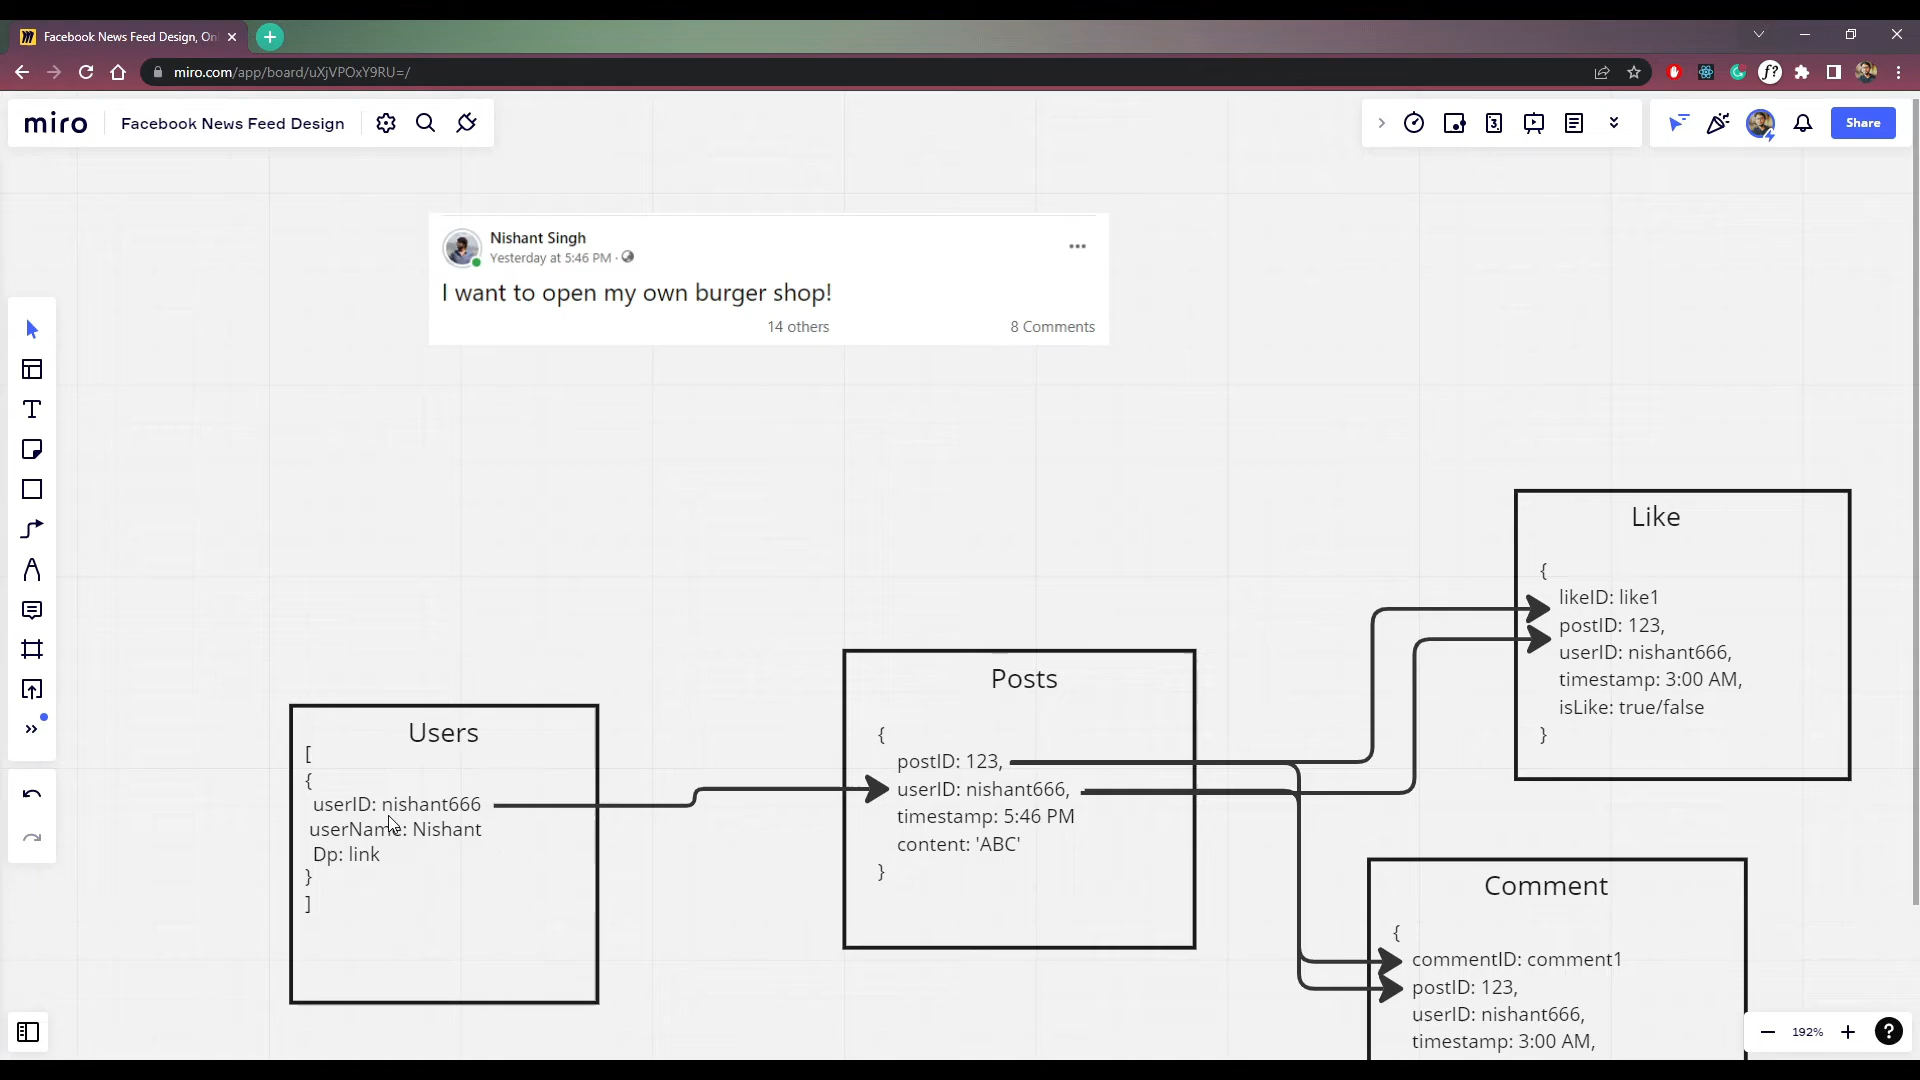 Facebook News Feed Design, Onl
miro.com/app/board/uXjVPOxY9RU=/
miro
Facebook News Feed Design
Share
Nishant Singh
Yesterday at 5:46 PM ·
I want to open my own burger shop!
14 others
8 Comments
Users
[
{
userID: nishant666
userName: Nishant
Dp: link
}
]
Posts
{
postID: 123,
userID: nishant666,
timestamp: 5:46 PM
content: 'ABC'
}
Like
{
likeID: like1
postID: 123,
userID: nishant666,
timestamp: 3:00 AM,
isLike: true/false
}
Comment
{
commentID: comment1
postID: 123,
userID: nishant666,
timestamp: 3:00 AM,
192%